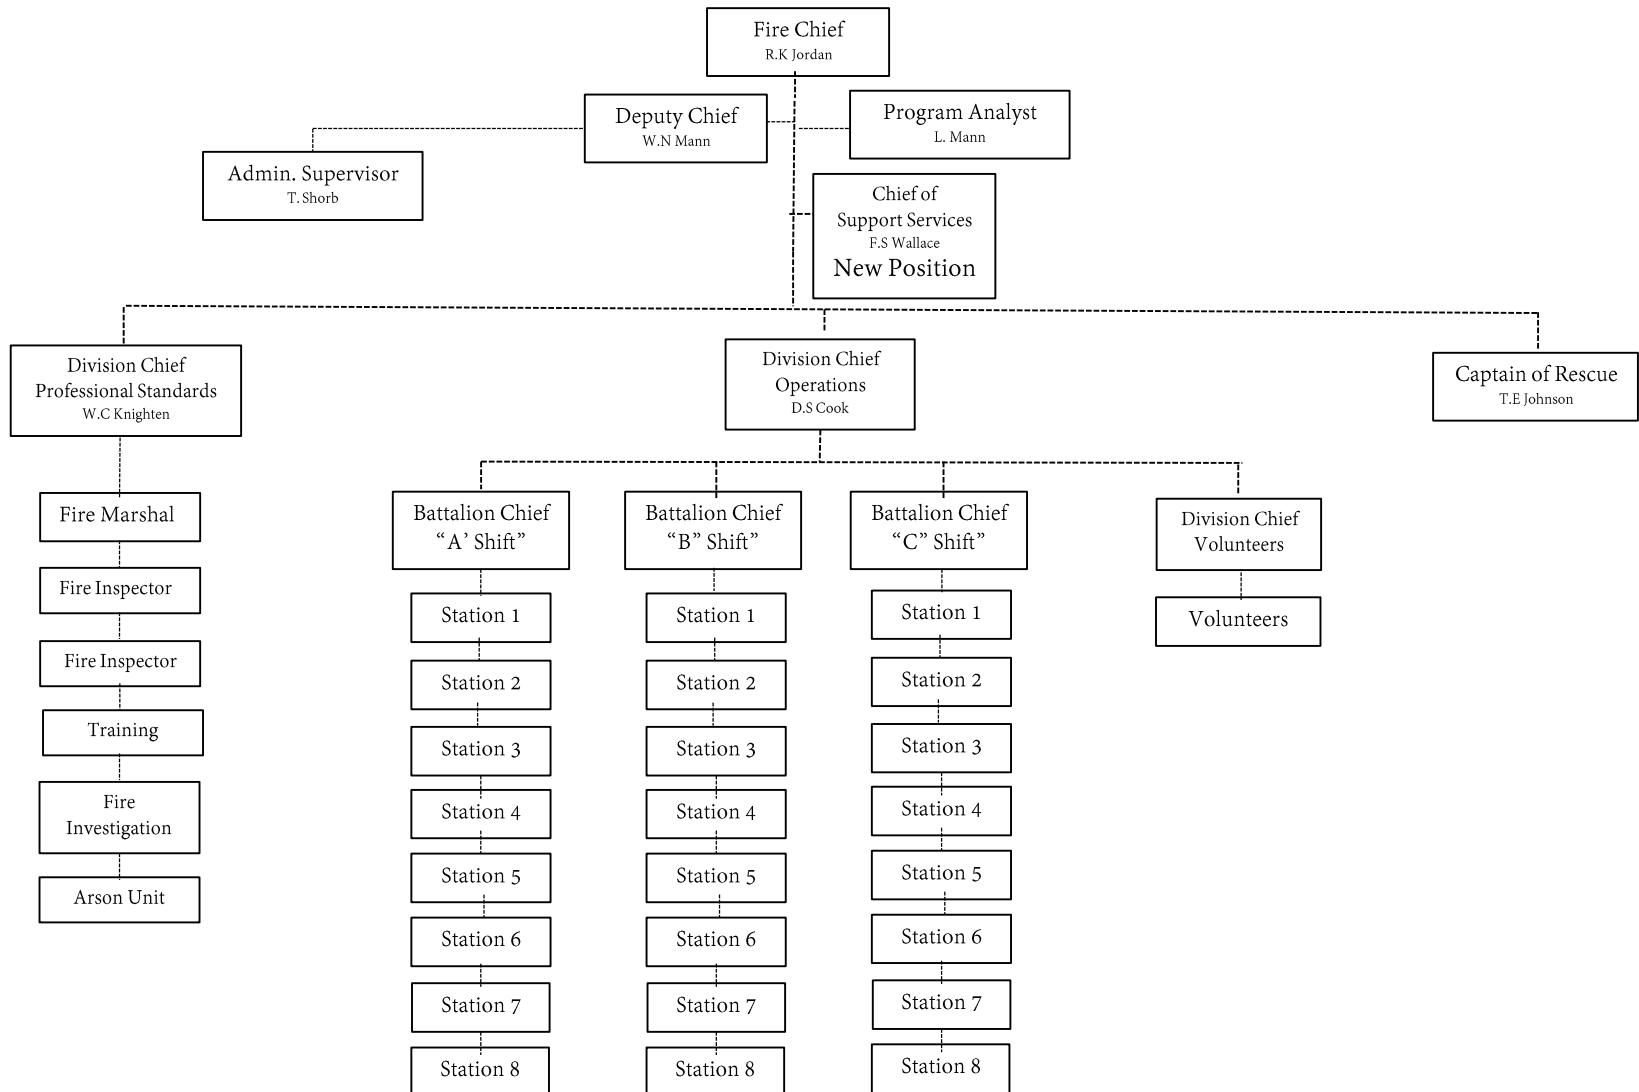 Fire Chief
R.K Jordan
Deputy Chief
W.N Mann
Program Analyst
L. Mann
Admin. Supervisor
T. Shorb
Chief of
Support Services
F.S Wallace
New Position
Division Chief
Professional Standards
W.C Knighten
Division Chief
Operations
D.S Cook
Captain of Rescue
T.E Johnson
Fire Marshal
Fire Inspector
Fire Inspector
Training
Fire
Investigation
Arson Unit
Battalion Chief
“A’ Shift”
Station 1
Station 2
Station 3
Station 4
Station 5
Station 6
Station 7
Station 8
Battalion Chief
“B” Shift”
Station 1
Station 2
Station 3
Station 4
Station 5
Station 6
Station 7
Station 8
Battalion Chief
“C” Shift”
Station 1
Station 2
Station 3
Station 4
Station 5
Station 6
Station 7
Station 8
Division Chief
Volunteers
Volunteers